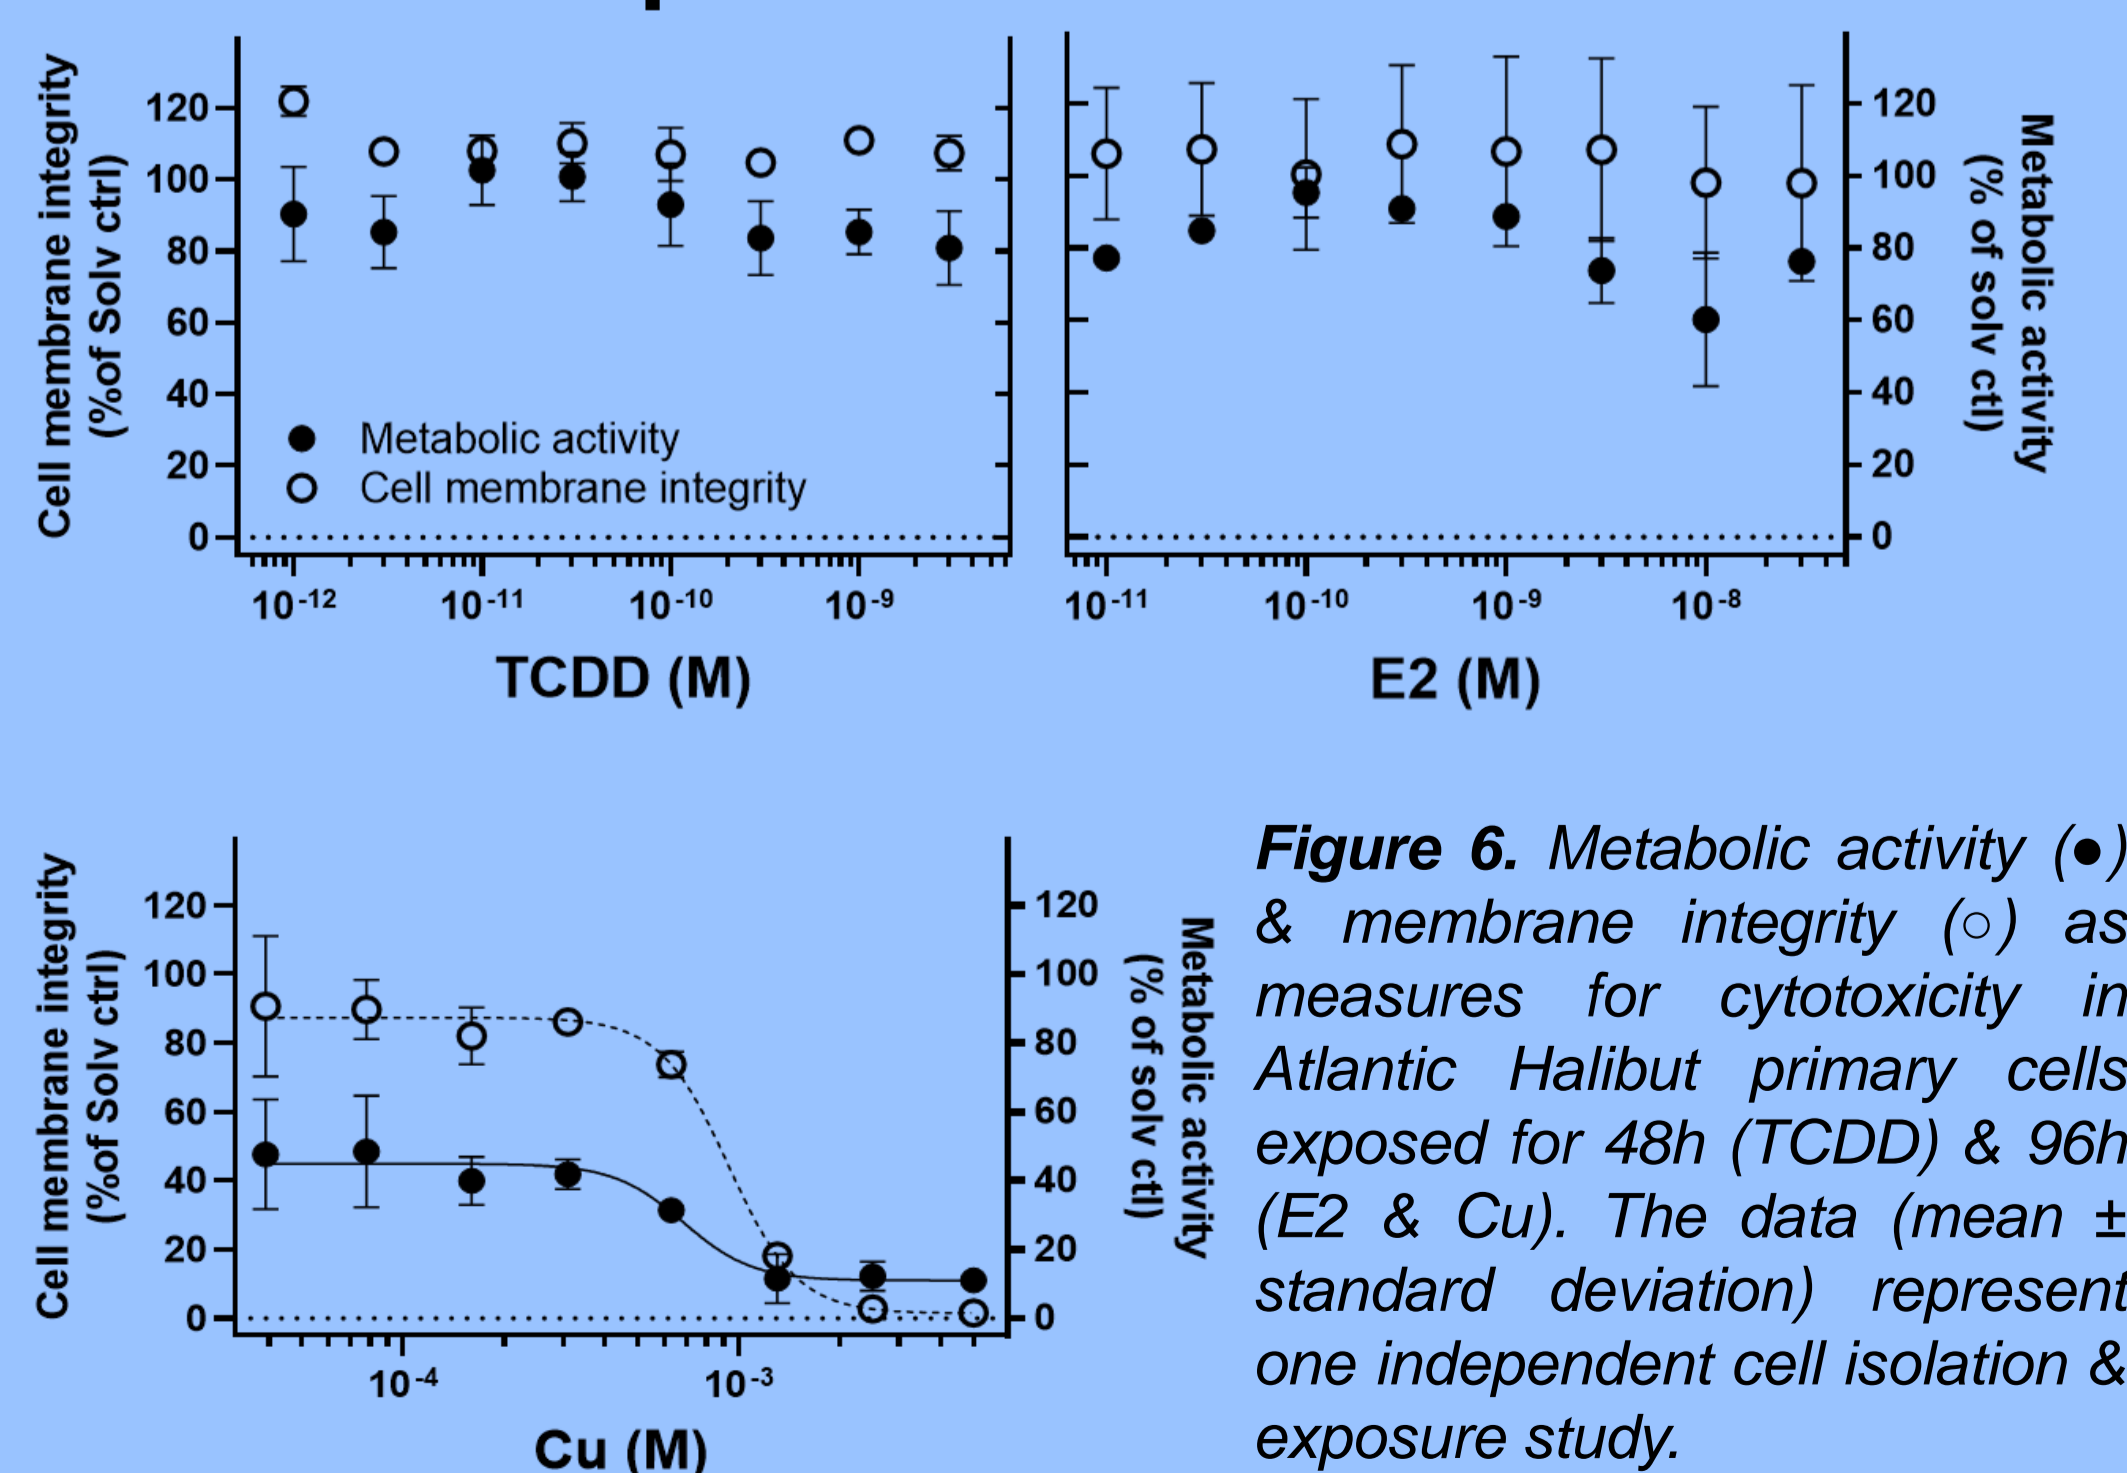 Cell membrane integrity
(%of Solv ctrl)
120
100
80
60
40
20
0
Metabolic activity
Cell membrane integrity
10-12
10-11
10-10
10-9
TCDD (M)
120
100
80
60
40
20
0
Metabolic activity
(% of solv ctl)
10-11
10-10
10-9
10-8
E2 (M)
Cell membrane integrity
(%of Solv ctrl)
120
100
80
60
40
20
0
120
100
80
60
40
20
0
Metabolic activity
(% of solv ctl)
10-4
10-3
Cu (M)
Figure 6. Metabolic activity (●)
& membrane integrity (○) as
measures for cytotoxicity in
Atlantic Halibut primary cells
exposed for 48h (TCDD) & 96h
(E2 & Cu). The data (mean ±
standard deviation) represent
one independent cell isolation &
exposure study.